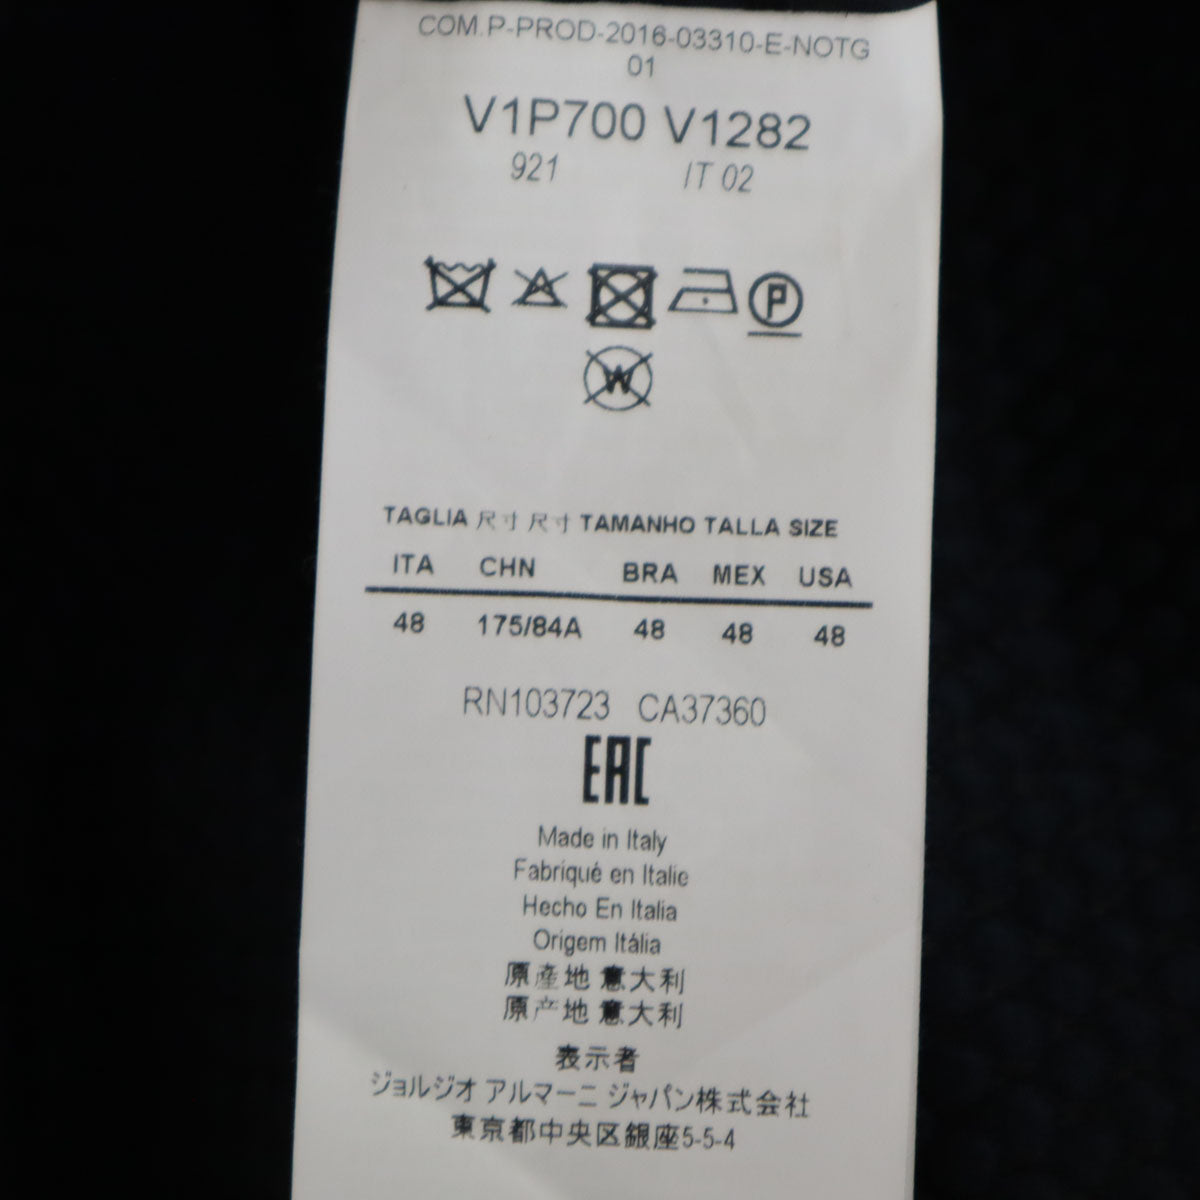 COM.P-PROD-2016-03310-E-NOTG
01
V1P700 V1282
921 IT 02
P
W
TAGLIA 尺寸 尺寸 TAMANHO TALLA SIZE
ITA CHN BRA MEX USA
48 175/84A 48 48 48
RN103723 CA37360
EAC
Made in Italy
Fabriqué en Italie
Hecho En Italia
Origem Itália
原産地 意大利
原产地 意大利
表示者
ジョルジオ アルマーニ ジャパン株式会社
東京都中央区銀座5-5-4